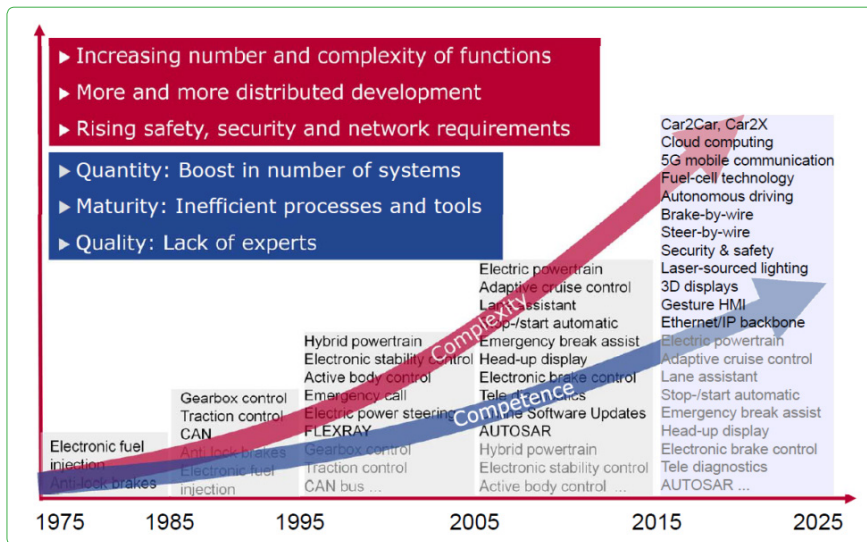 ▶ Increasing number and complexity of functions
▶ More and more distributed development
▶ Rising safety, security and network requirements
▶ Quantity: Boost in number of systems
▶ Maturity: Inefficient processes and tools
▶ Quality: Lack of experts
Complexity
Competence
Electronic fuel
injection
Anti-lock brakes
Gearbox control
Traction control
CAN
Anti lock brakes
Electronic fuel
injection
Hybrid powertrain
Electronic stability control
Active body control
Emergency call
Electric power steering
FLEXRAY
Gearbox control
Traction control
CAN bus ...
Electric powertrain
Adaptive cruise control
Lane assistant
Stop-/start automatic
Emergency break assist
Head-up display
Electronic brake control
Tele diagnostics
Online Software Updates
AUTOSAR
Hybrid powertrain
Electronic stability control
Active body control ...
Car2Car, Car2X
Cloud computing
5G mobile communication
Fuel-cell technology
Autonomous driving
Brake-by-wire
Steer-by-wire
Security & safety
Laser-sourced lighting
3D displays
Gesture HMI
Ethernet/IP backbone
Electric powertrain
Adaptive cruise control
Lane assistant
Stop-/start automatic
Emergency break assist
Head-up display
Electronic brake control
Tele diagnostics
AUTOSAR ...
1975 1985 1995 2005 2015 2025